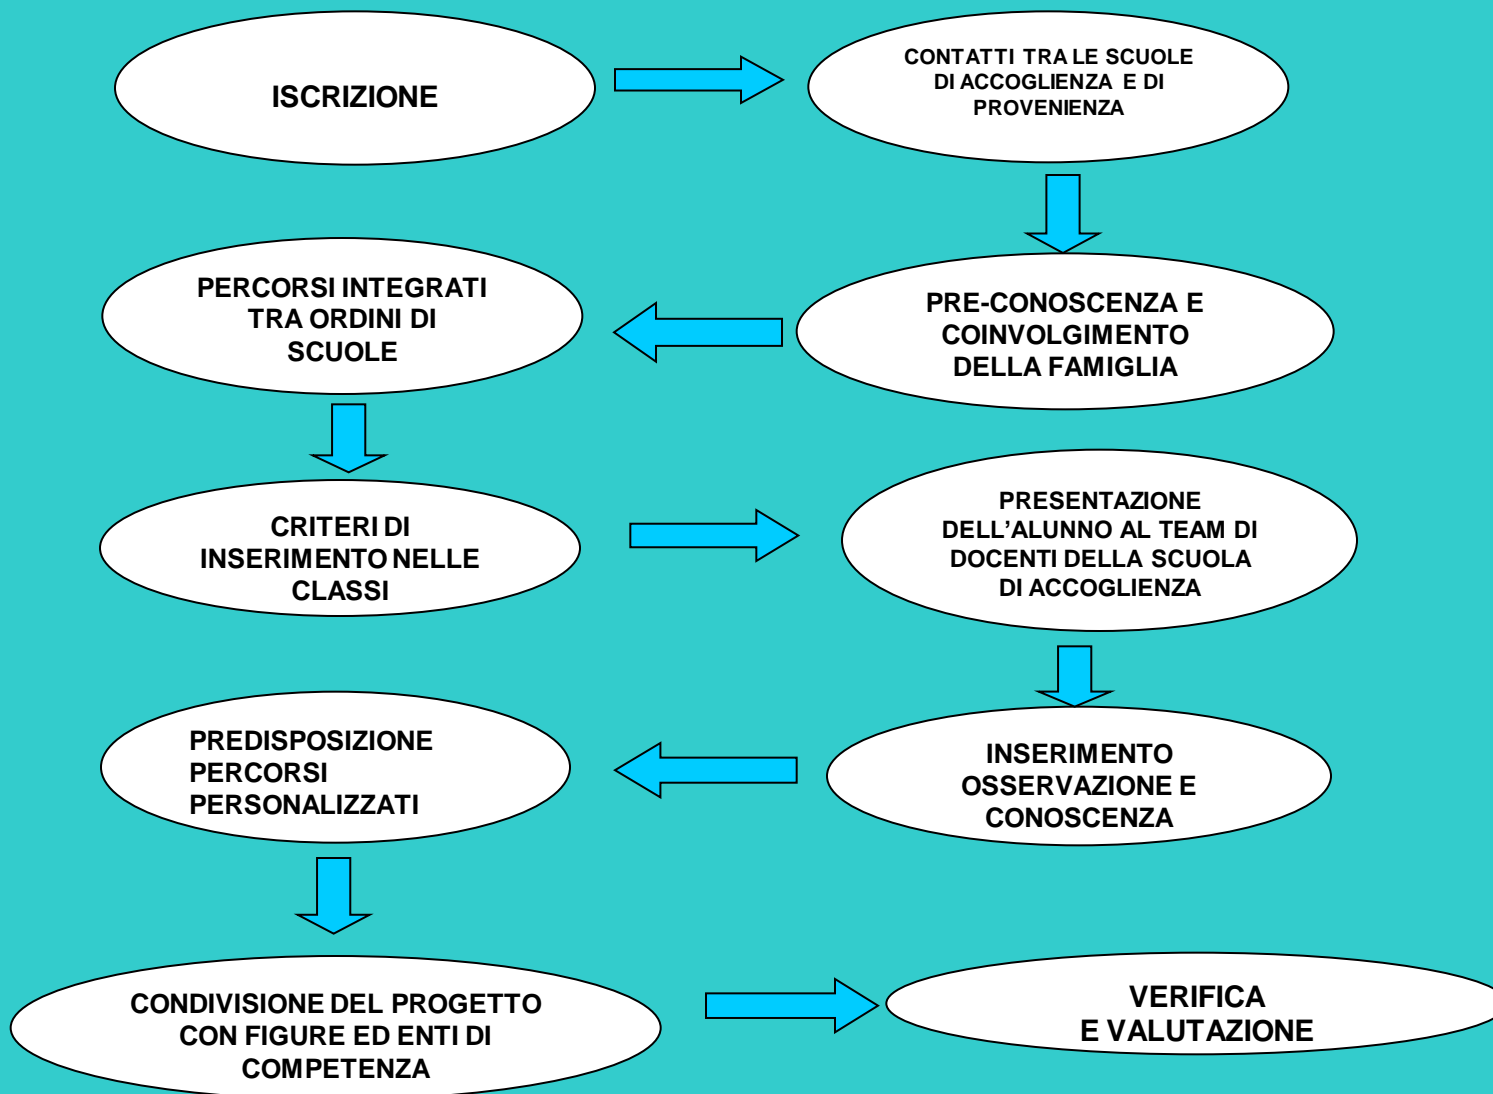 ISCRIZIONE
CONTATTI TRA LE SCUOLE
DI ACCOGLIENZA E DI
PROVENIENZA
PRE-CONOSCENZA E
COINVOLGIMENTO
DELLA FAMIGLIA
PERCORSI INTEGRATI
TRA ORDINI DI
SCUOLE
CRITERI DI
INSERIMENTO NELLE
CLASSI
PRESENTAZIONE
DELL’ALUNNO AL TEAM DI
DOCENTI DELLA SCUOLA
DI ACCOGLIENZA
INSERIMENTO
OSSERVAZIONE E
CONOSCENZA
PREDISPOSIZIONE
PERCORSI
PERSONALIZZATI
CONDIVISIONE DEL PROGETTO
CON FIGURE ED ENTI DI
COMPETENZA
VERIFICA
E VALUTAZIONE